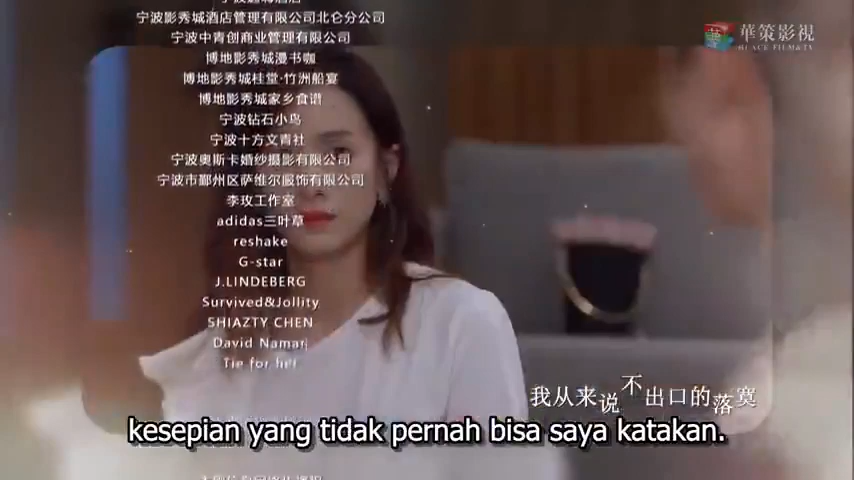 宁波影秀城酒店管理有限公司北仑分公司
宁波中青创商业管理有限公司
博地影秀城漫书咖
博地影秀城桂堂·竹洲船宴
博地影秀城家乡食谱
宁波钻石小鸟
宁波十方文青社
宁波奥斯卡婚纱摄影有限公司
宁波市鄞州区萨维尔服饰有限公司
李玫工作室
adidas三叶草
reshake
G-star
J.LINDEBERG
Survived&Jollity
SHIAZTY CHEN
David Naman
Tie for her
華策影視
HUACE FILM&TV
我从来说不出口的落寞
kesepian yang tidak pernah bisa saya katakan.